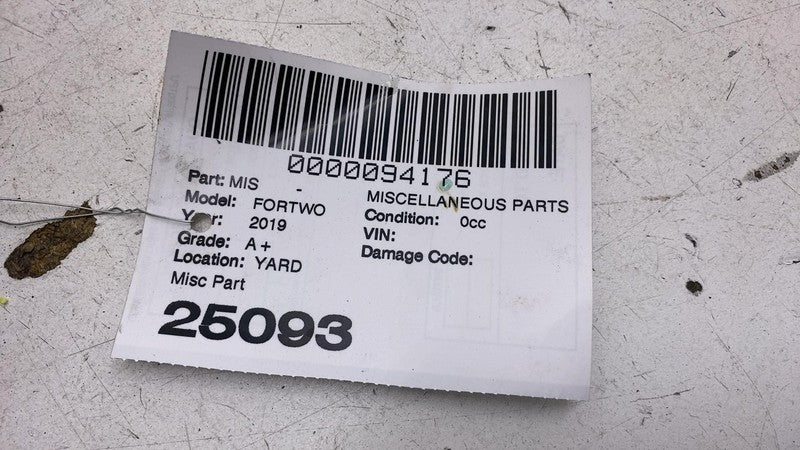 0000094176
Part: MIS - MISCELLANEOUS PARTS
Model: FORTWO Condition: 0cc
Year: 2019 VIN:
Grade: A+ Damage Code:
Location: YARD
Misc Part
25093